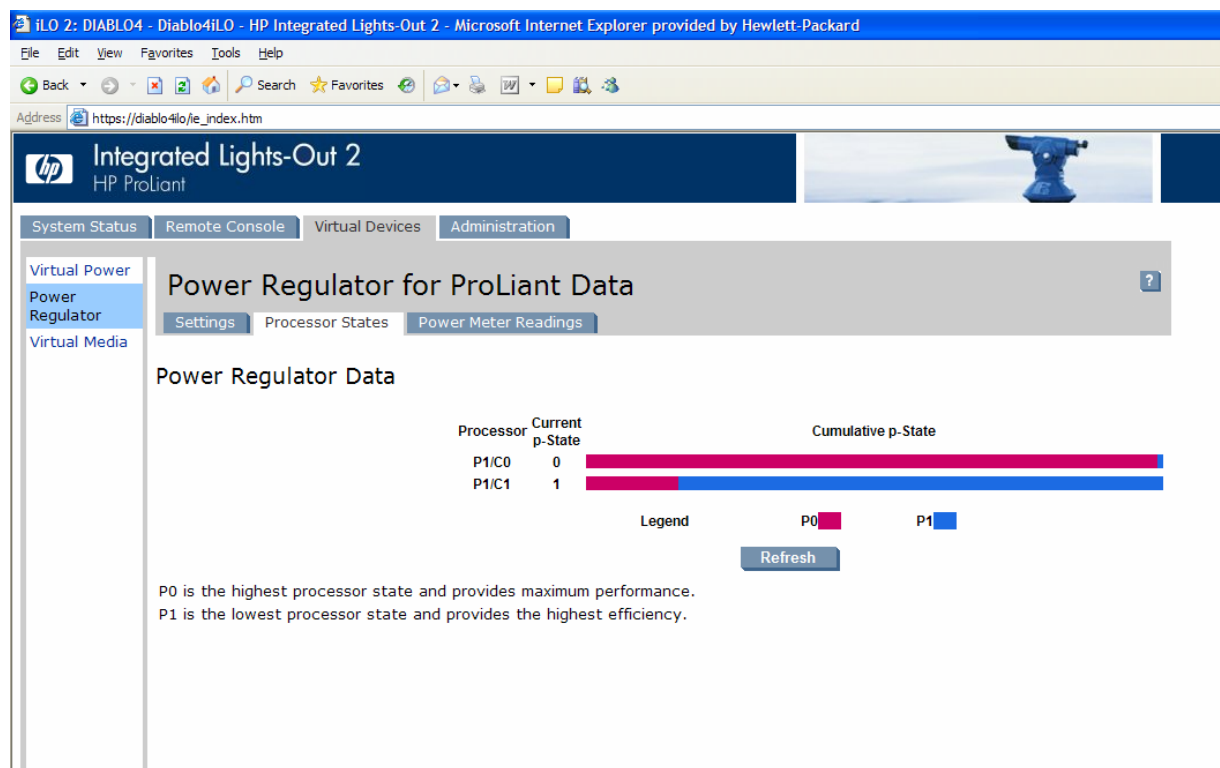 iLO 2: DIABLO4 - Diablo4iLO - HP Integrated Lights-Out 2 - Microsoft Internet Explorer provided by Hewlett-Packard
File Edit View Favorites Tools Help
Back Search Favorites
Address https://diablo4ilo/ie_index.htm
hp
Integrated Lights-Out 2
HP ProLiant
System Status Remote Console Virtual Devices Administration
Virtual Power
Power
Regulator
Virtual Media
Power Regulator for ProLiant Data ?
Settings Processor States Power Meter Readings
Power Regulator Data
Processor Current p-State Cumulative p-State
P1/C0 0
P1/C1 1
Legend P0 P1
Refresh
P0 is the highest processor state and provides maximum performance.
P1 is the lowest processor state and provides the highest efficiency.